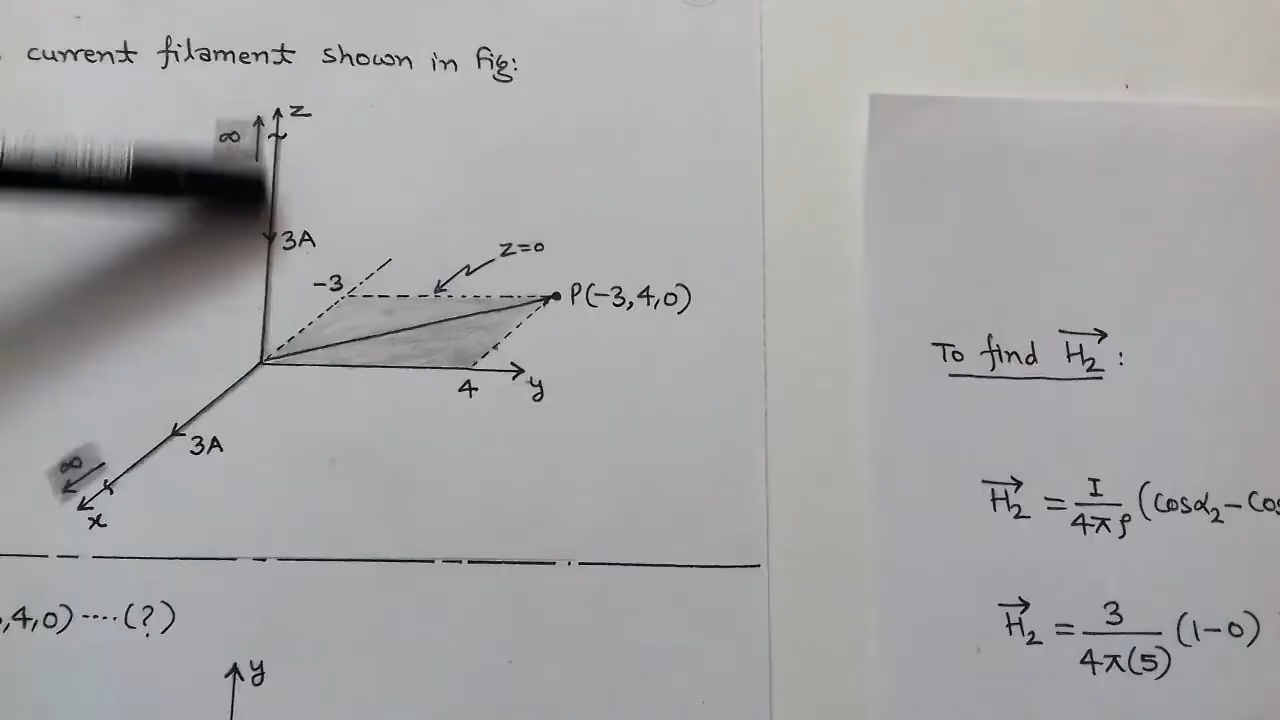 current filament shown in fig:
∞ z
3A
z=0
-3
P(-3,4,0)
4 y
3A
∞
x
,4,0) ....(?)
y
To find H₂⃗ :
H₂⃗ = I/4πρ (cosα₂-cos
H₂⃗ = 3/4π(5) (1-0)